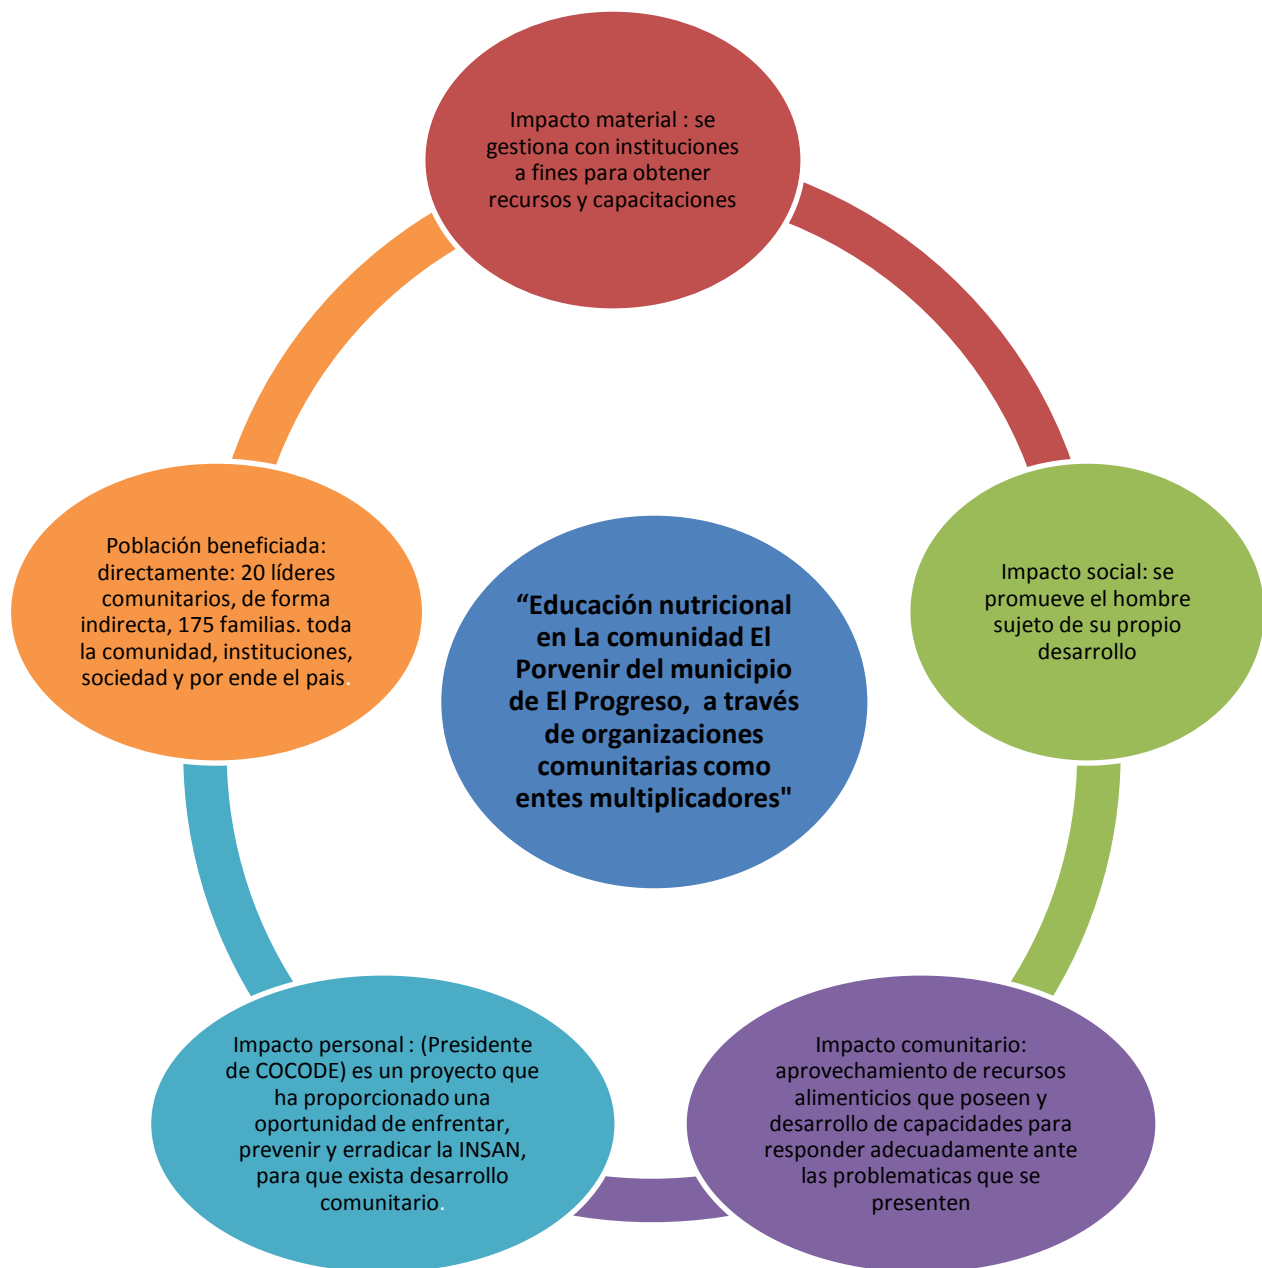 Impacto material : se
gestiona con instituciones
a fines para obtener
recursos y capacitaciones
Población beneficiada:
directamente: 20 líderes
comunitarios, de forma
indirecta, 175 familias. toda
la comunidad, instituciones,
sociedad y por ende el pais.
“Educación nutricional
en La comunidad El
Porvenir del municipio
de El Progreso, a través
de organizaciones
comunitarias como
entes multiplicadores"
Impacto social: se
promueve el hombre
sujeto de su propio
desarrollo
Impacto personal : (Presidente
de COCODE) es un proyecto que
ha proporcionado una
oportunidad de enfrentar,
prevenir y erradicar la INSAN,
para que exista desarrollo
comunitario.
Impacto comunitario:
aprovechamiento de recursos
alimenticios que poseen y
desarrollo de capacidades para
responder adecuadamente ante
las problematicas que se
presenten